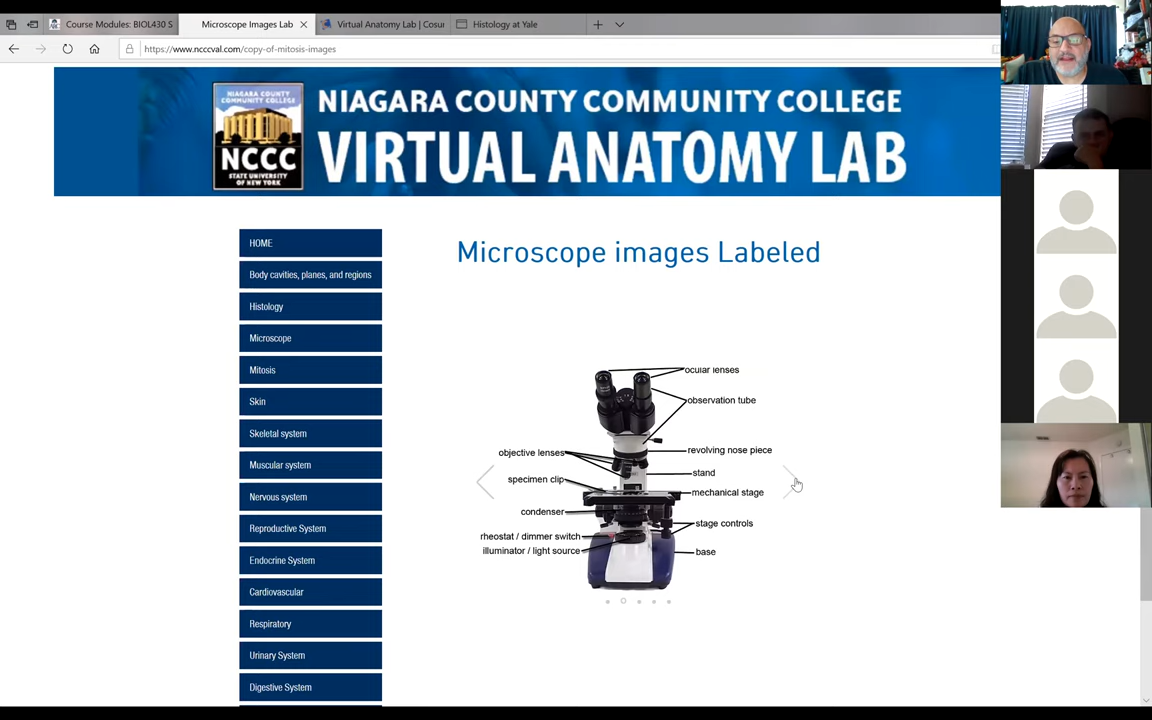 Course Modules: BIOL430 S
Microscope Images Lab
Virtual Anatomy Lab | Cosur
Histology at Yale
https://www.ncccval.com/copy-of-mitosis-images
NIAGARA COUNTY
COMMUNITY COLLEGE
NCCC
STATE UNIVERSITY
OF NEW YORK
NIAGARA COUNTY COMMUNITY COLLEGE
VIRTUAL ANATOMY LAB
HOME
Body cavities, planes, and regions
Histology
Microscope
Mitosis
Skin
Skeletal system
Muscular system
Nervous system
Reproductive System
Endocrine System
Cardiovascular
Respiratory
Urinary System
Digestive System
Microscope images Labeled
ocular lenses
observation tube
revolving nose piece
objective lenses
stand
specimen clip
mechanical stage
condenser
stage controls
rheostat / dimmer switch
illuminator / light source
base